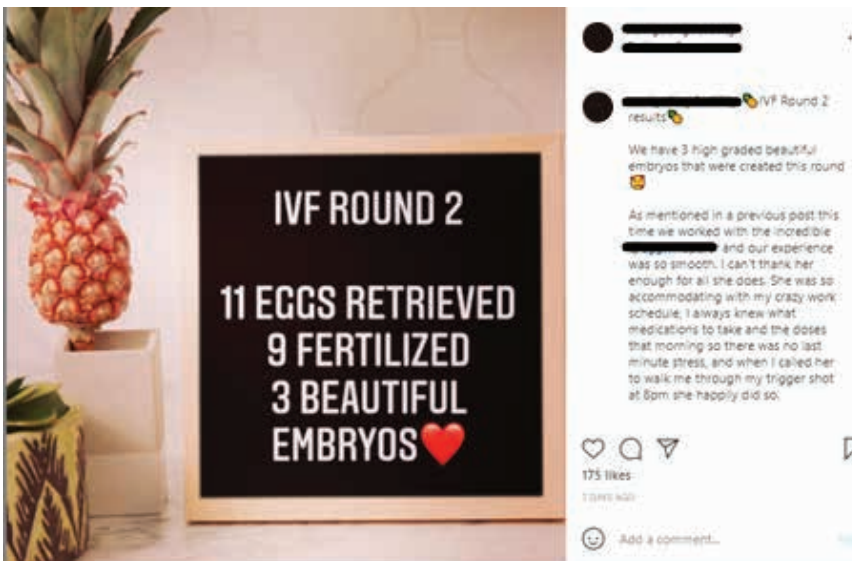 IVF ROUND 2
11 EGGS RETRIEVED
9 FERTILIZED
3 BEAUTIFUL
EMBRYOS❤️
🍍IVF Round 2
results🍍
We have 3 high graded beautiful
embryos that were created this round
🥰
As mentioned in a previous post this
time we worked with the incredible
and our experience
was so smooth. I can't thank her
enough for all she does. She was so
accommodating with my crazy work
schedule, I always knew what
medications to take and the doses
that morning so there was no last
minute stress, and when I called her
to walk me through my trigger shot
at 8pm she happily did so.
175 likes
DAYS AGO
Add a comment...